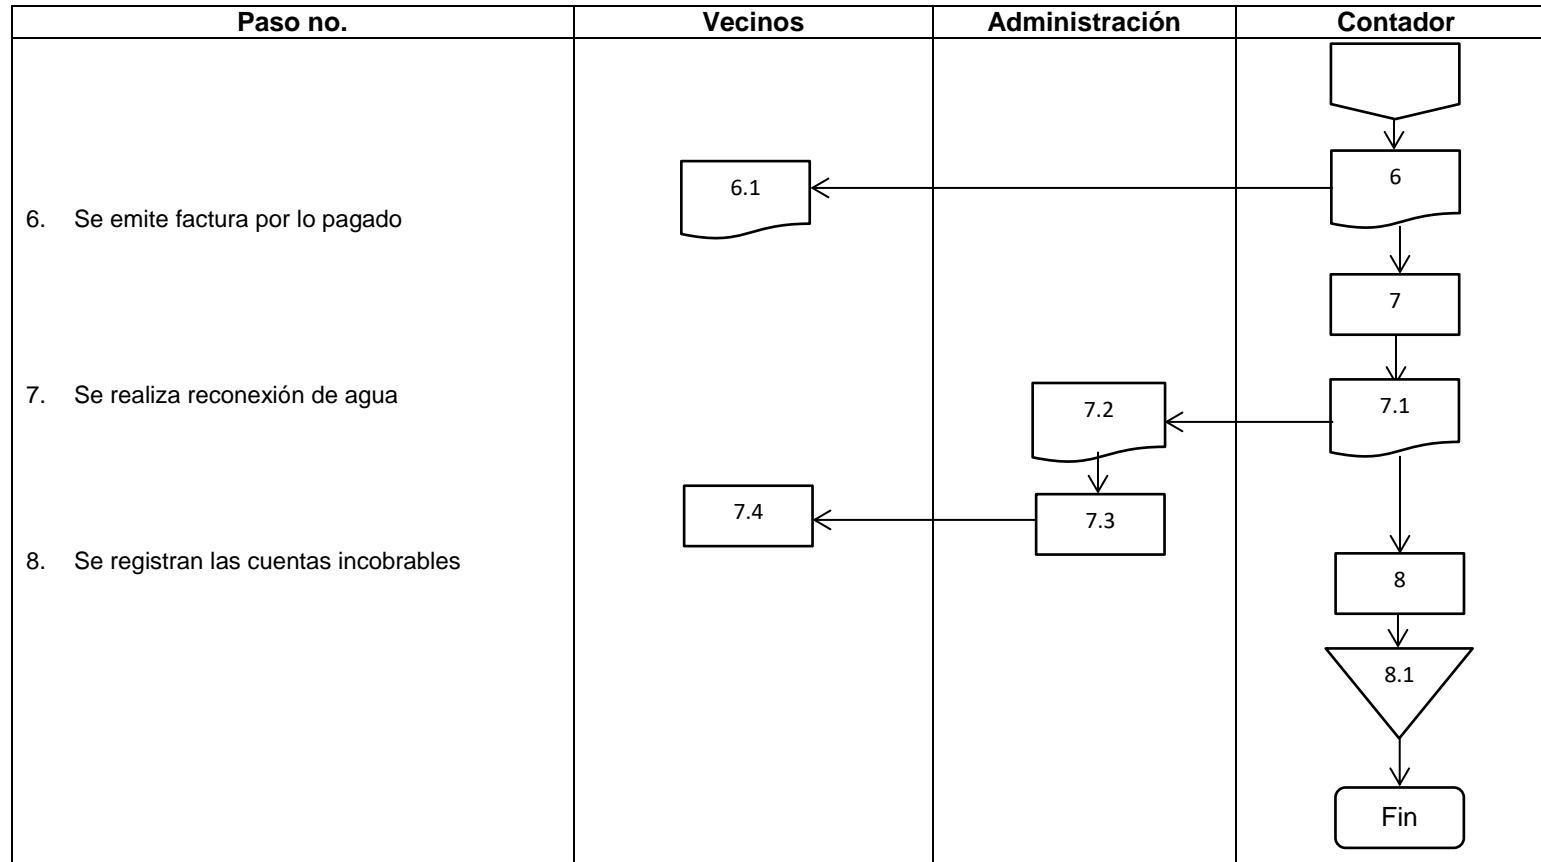 Paso no. Vecinos Administración Contador
6.1 6
6. Se emite factura por lo pagado
7
7. Se realiza reconexión de agua
7.2 7.1
7.4 7.3
8. Se registran las cuentas incobrables
8
8.1
Fin